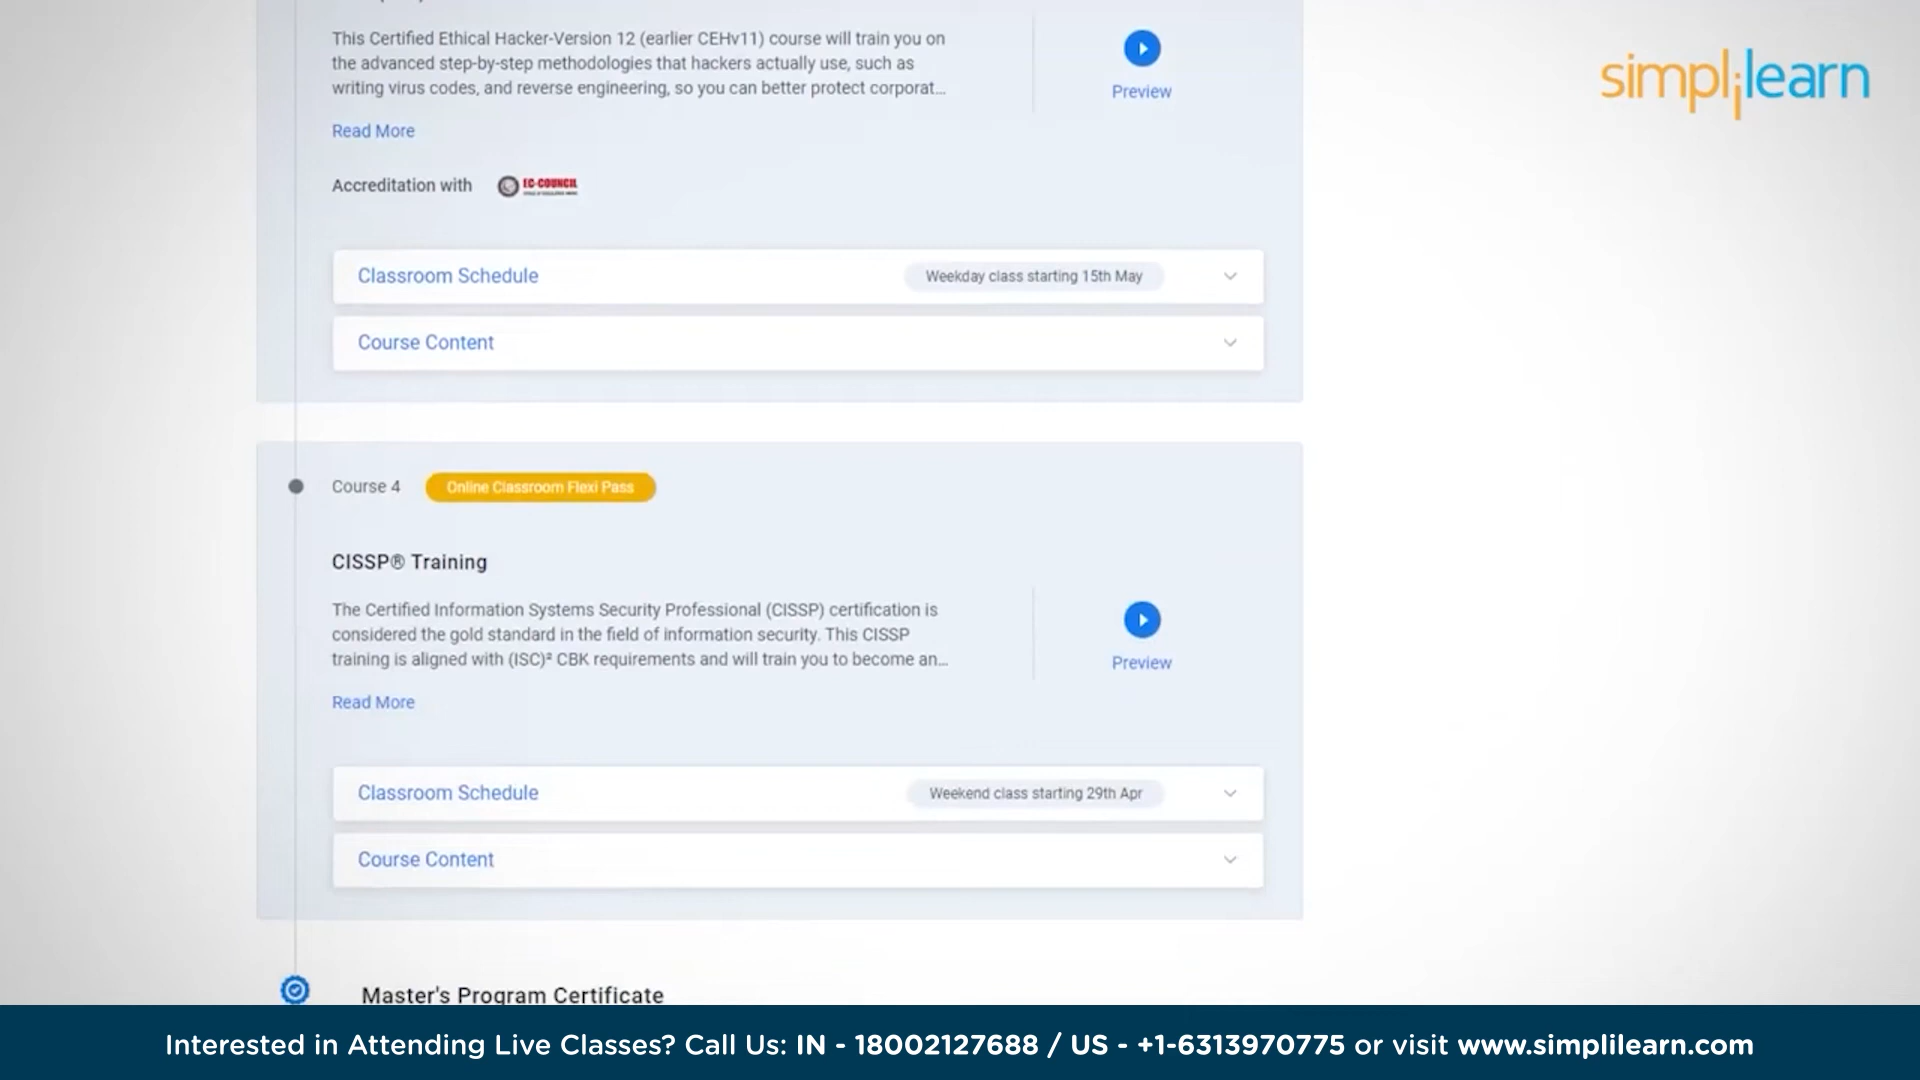 This Certified Ethical Hacker-Version 12 (earlier CEHv11) course will train you on
the advanced step-by-step methodologies that hackers actually use, such as
writing virus codes, and reverse engineering, so you can better protect corporat...
Preview
simplilearn
Read More
Accreditation with
EC-COUNCIL
Classroom Schedule
Weekday class starting 15th May
Course Content
Course 4
Online Classroom Flexi Pass
CISSP® Training
The Certified Information Systems Security Professional (CISSP) certification is
considered the gold standard in the field of information security. This CISSP
training is aligned with (ISC)² CBK requirements and will train you to become an...
Preview
Read More
Classroom Schedule
Weekend class starting 29th Apr
Course Content
Master's Program Certificate
Interested in Attending Live Classes? Call Us: IN - 18002127688 / US - +1-6313970775 or visit www.simplilearn.com